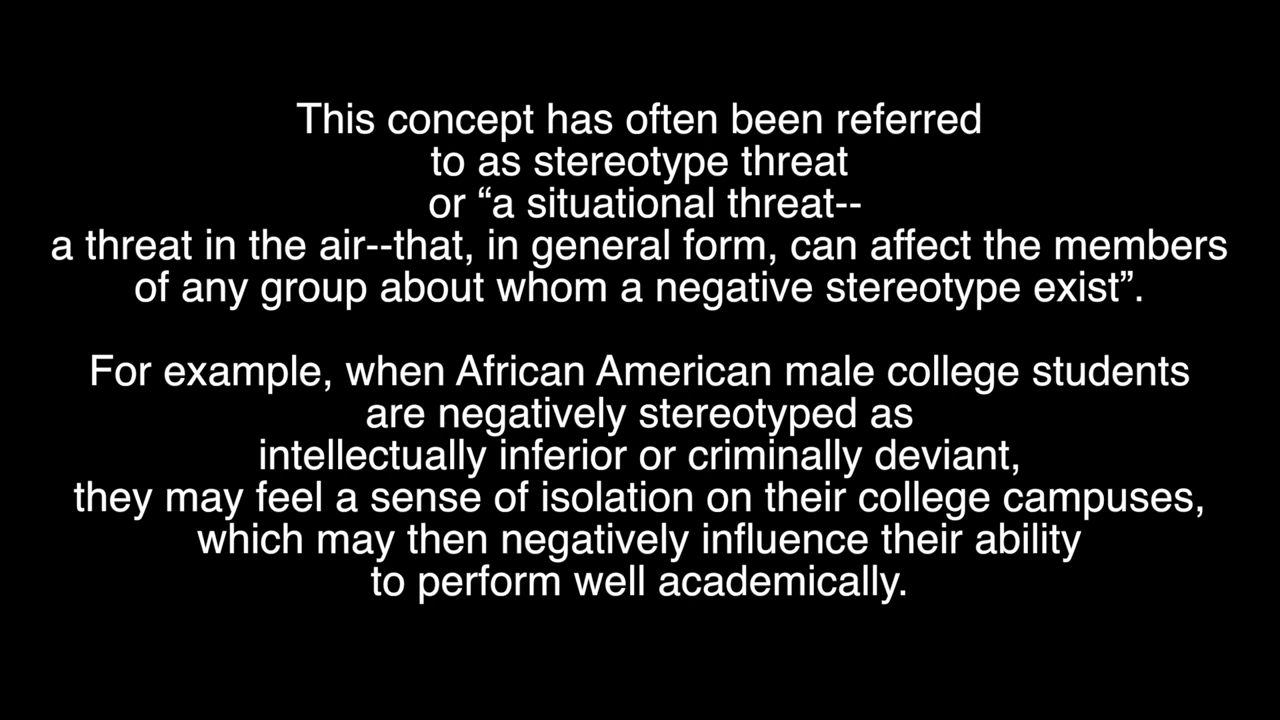 This concept has often been referred
to as stereotype threat
or “a situational threat--
a threat in the air--that, in general form, can affect the members
of any group about whom a negative stereotype exist”.
For example, when African American male college students
are negatively stereotyped as
intellectually inferior or criminally deviant,
they may feel a sense of isolation on their college campuses,
which may then negatively influence their ability
to perform well academically.